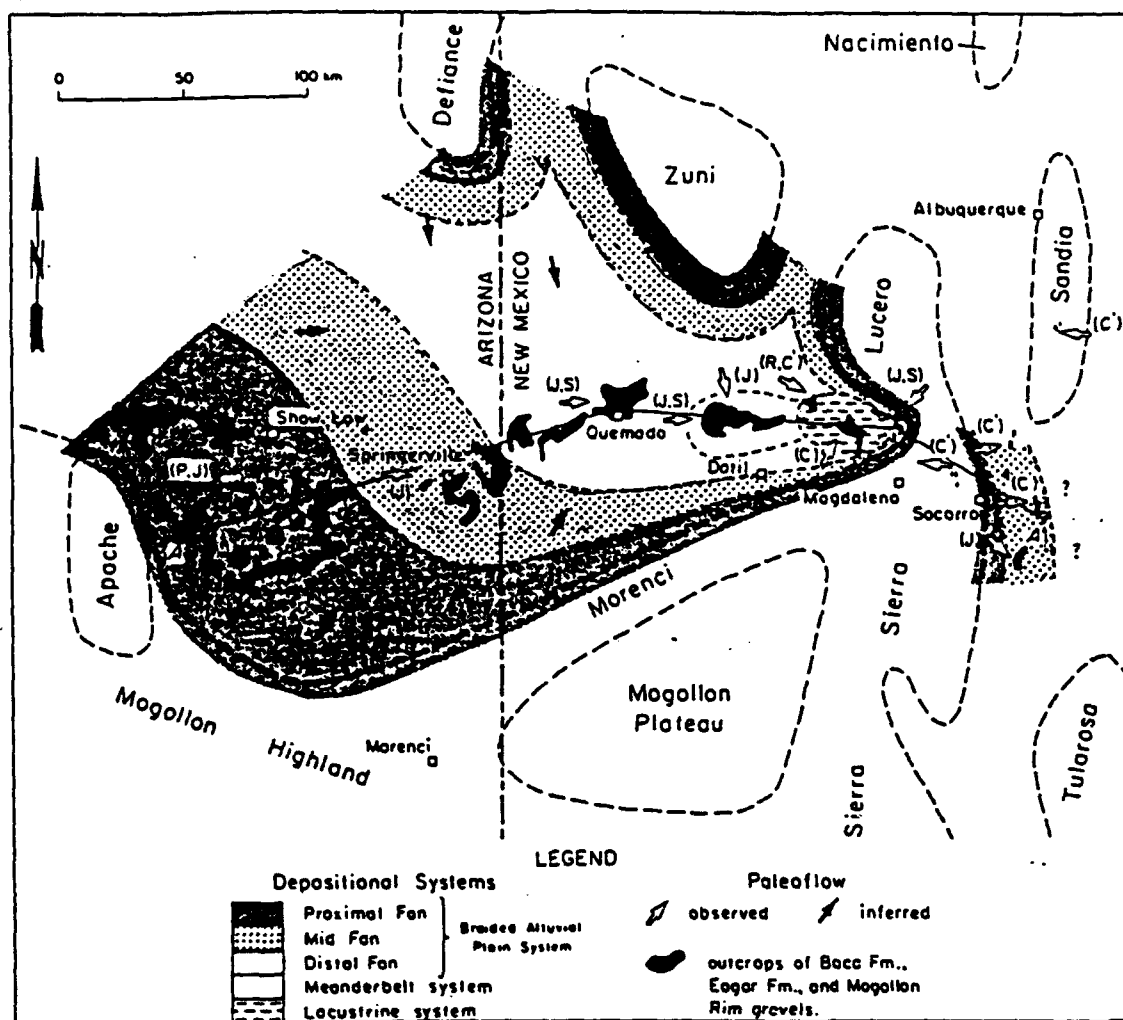 Nacimiento
0 50 100 km
Defiance
Zuni
Albuquerque
Sandia
N
Lucero
(C')
ARIZONA
NEW MEXICO
(J)
(R,C')
(J,S)
(J,S)
(J,S)
Show Low
Quemado
(C')
Springerville
(P,J)
(J)
(C)
(C)
(C)
Datil
Magdalena
Socorro
(J)
?
?
Apache
Morenci
Sierra
Mogollon
Highland
Mogollon
Plateau
Morenci
Tularosa
Sierra
LEGEND
Depositional Systems
Paleoflow
Proximal Fan
Mid Fan
Distal Fan
Braided Alluvial
Plain System
Meanderbelt system
Lacustrine system
observed
inferred
outcrops of Baca Fm.,
Eagar Fm., and Mogollon
Rim gravels.